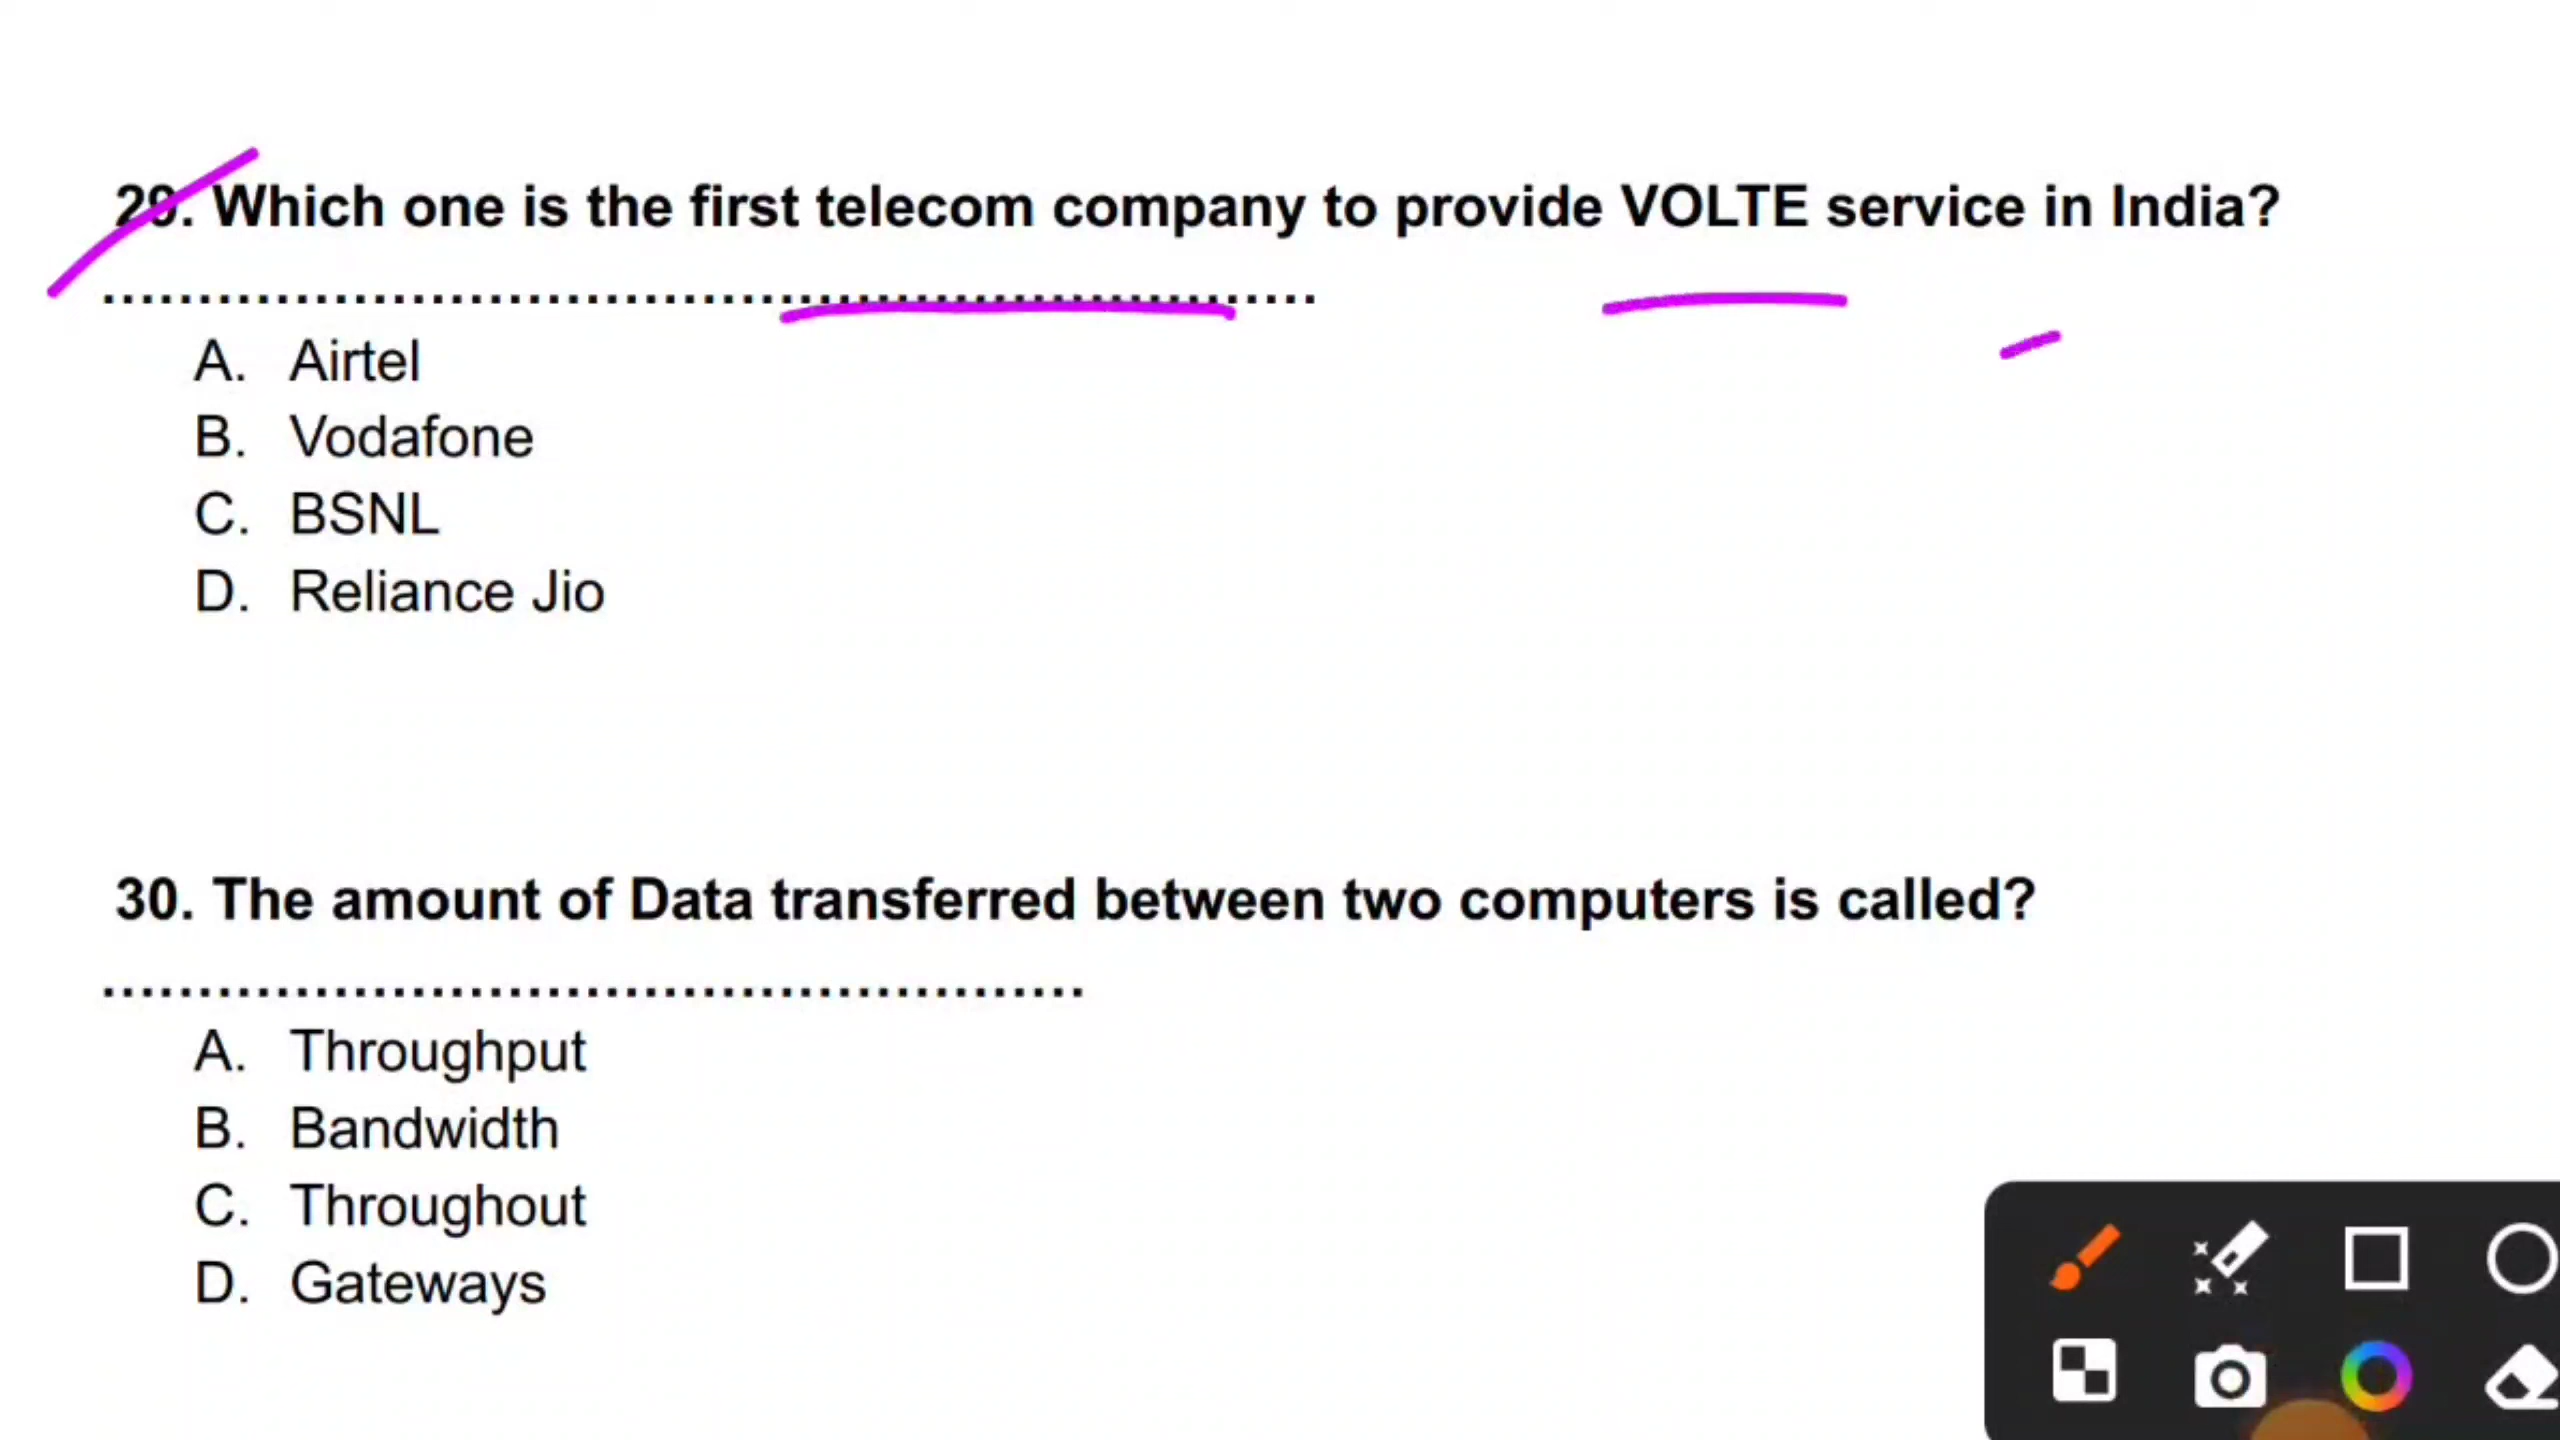 29. Which one is the first telecom company to provide VOLTE service in India?
...............................................................
A. Airtel
B. Vodafone
C. BSNL
D. Reliance Jio
30. The amount of Data transferred between two computers is called?
...................................................
A. Throughput
B. Bandwidth
C. Throughout
D. Gateways